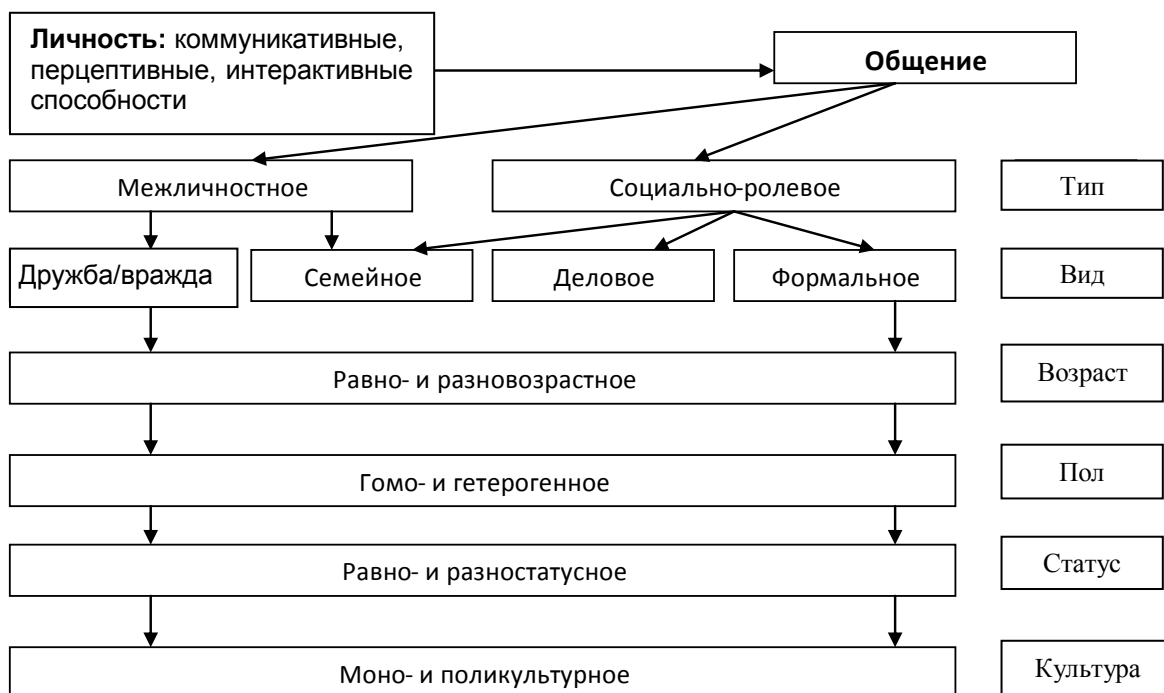 Личность: коммуникативные,
перцептивные, интерактивные
способности
Общение
Межличностное
Социально-ролевое
Тип
Дружба/вражда
Семейное
Деловое
Формальное
Вид
Равно- и разновозрастное
Возраст
Гомо- и гетерогенное
Пол
Равно- и разностатусное
Статус
Моно- и поликультурное
Культура